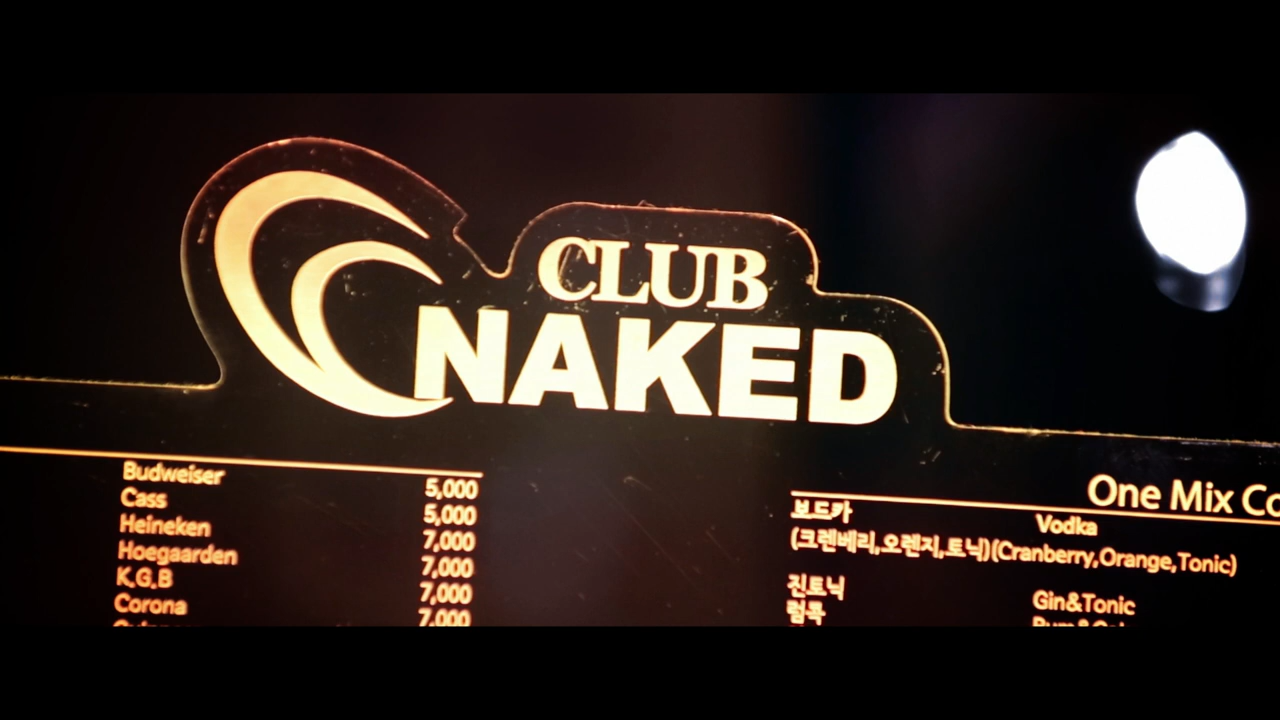 CLUB
NAKED
Budweiser 5,000
Cass 5,000
Heineken 7,000
Hoegaarden 7,000
K.G.B 7,000
Corona 7,000
One Mix
보드카 Vodka
(크렌베리,오렌지,토닉)(Cranberry,Orange,Tonic)
진토닉 Gin&Tonic
럼콕